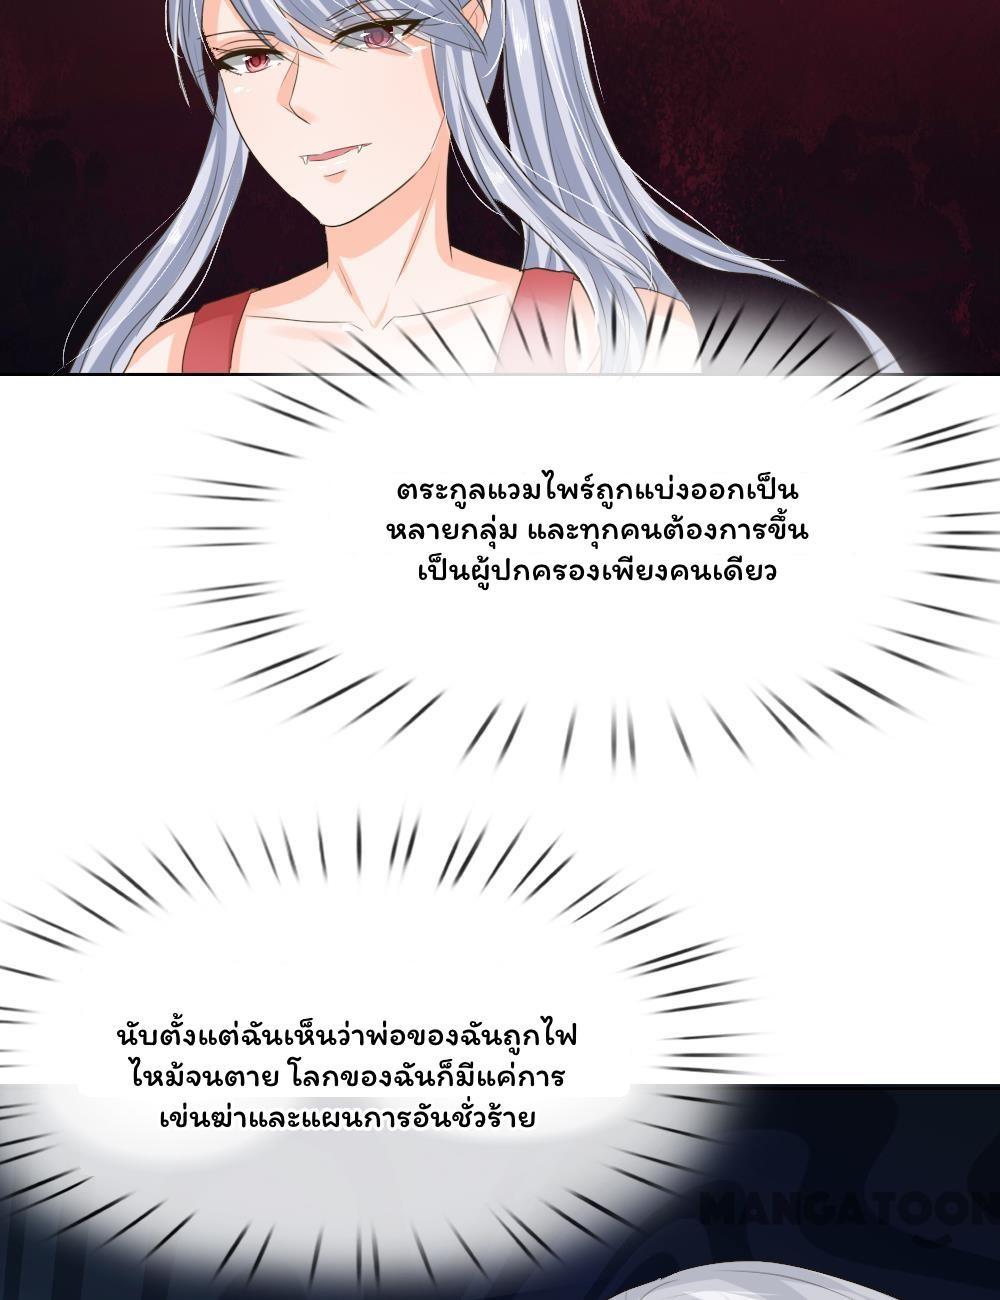 ตระกูลแวมไพร์ถูกแบ่งออกเป็น
หลายกลุ่ม และทุกคนต้องการขึ้น
เป็นผู้ปกครองเพียงคนเดียว
นับตั้งแต่ฉันเห็นว่าพ่อของฉันถูกไฟ
ไหม้จนตาย โลกของฉันก็มีแค่การ
เข่นฆ่าและแผนการอันชั่วร้าย
MANGATOON